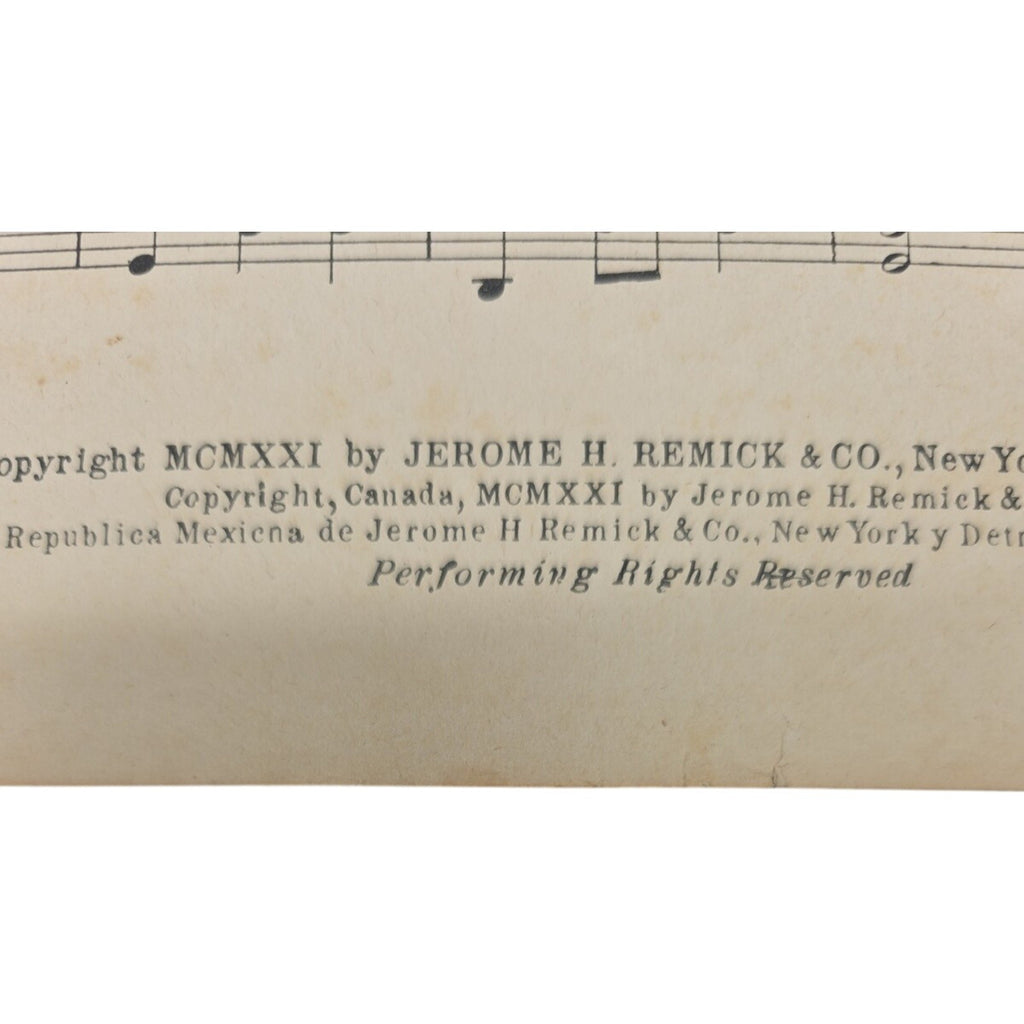 opyright MCMXXI by JEROME H. REMICK & CO., New Yo
Copyright, Canada, MCMXXI by Jerome H. Remick &
Republica Mexicna de Jerome H Remick & Co., New York y Detr
Performing Rights Reserved